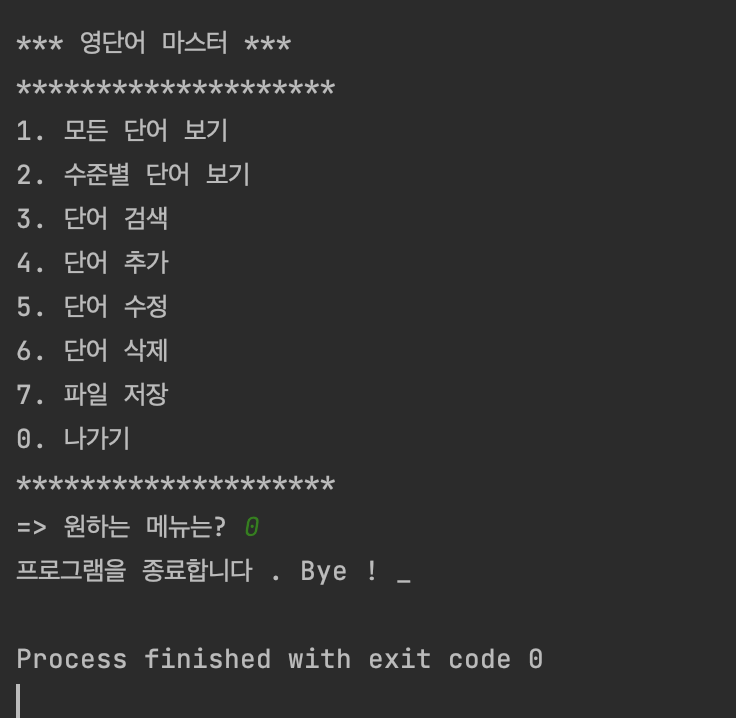 *** 영단어 마스터 ***
********************
1. 모든 단어 보기
2. 수준별 단어 보기
3. 단어 검색
4. 단어 추가
5. 단어 수정
6. 단어 삭제
7. 파일 저장
0. 나가기
********************
=> 원하는 메뉴는? 0
프로그램을 종료합니다 . Bye ! _
Process finished with exit code 0